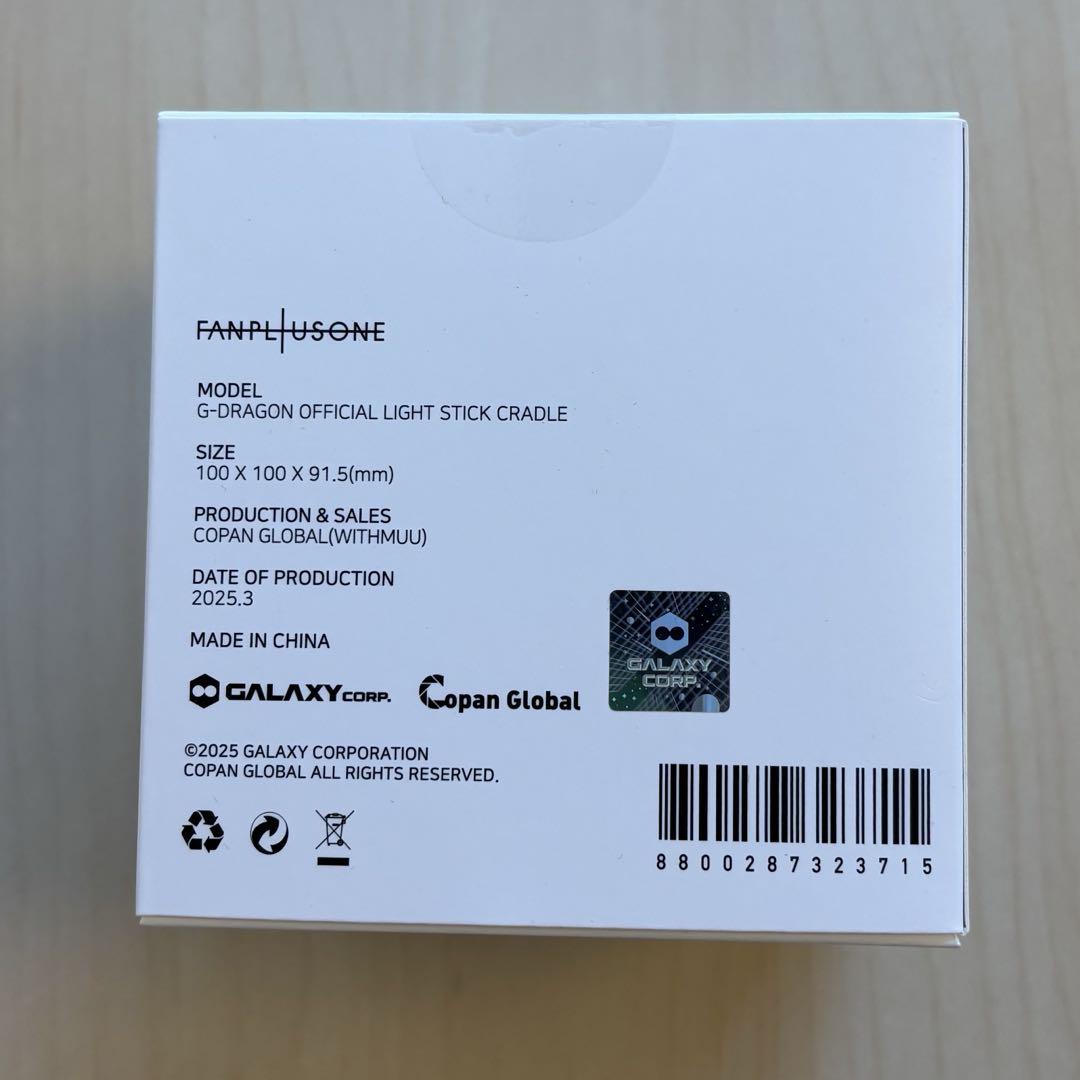 FANPLUSONE
MODEL
G-DRAGON OFFICIAL LIGHT STICK CRADLE
SIZE
100 X 100 X 91.5(mm)
PRODUCTION & SALES
COPAN GLOBAL(WITHMUU)
DATE OF PRODUCTION
2025.3
MADE IN CHINA
GALAXY CORP.
Copan Global
GALAXY
CORP.
©2025 GALAXY CORPORATION
COPAN GLOBAL ALL RIGHTS RESERVED.
8800287323715